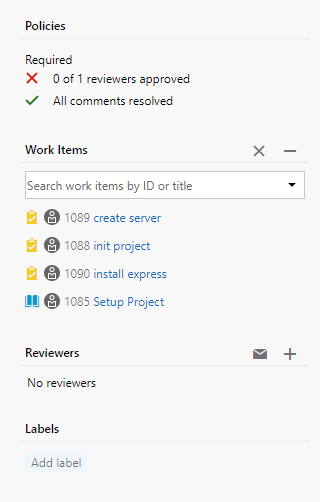 Policies
Required
0 of 1 reviewers approved
All comments resolved
Work Items
Search work items by ID or title
1089 create server
1088 init project
1090 install express
1085 Setup Project
Reviewers
No reviewers
Labels
Add label